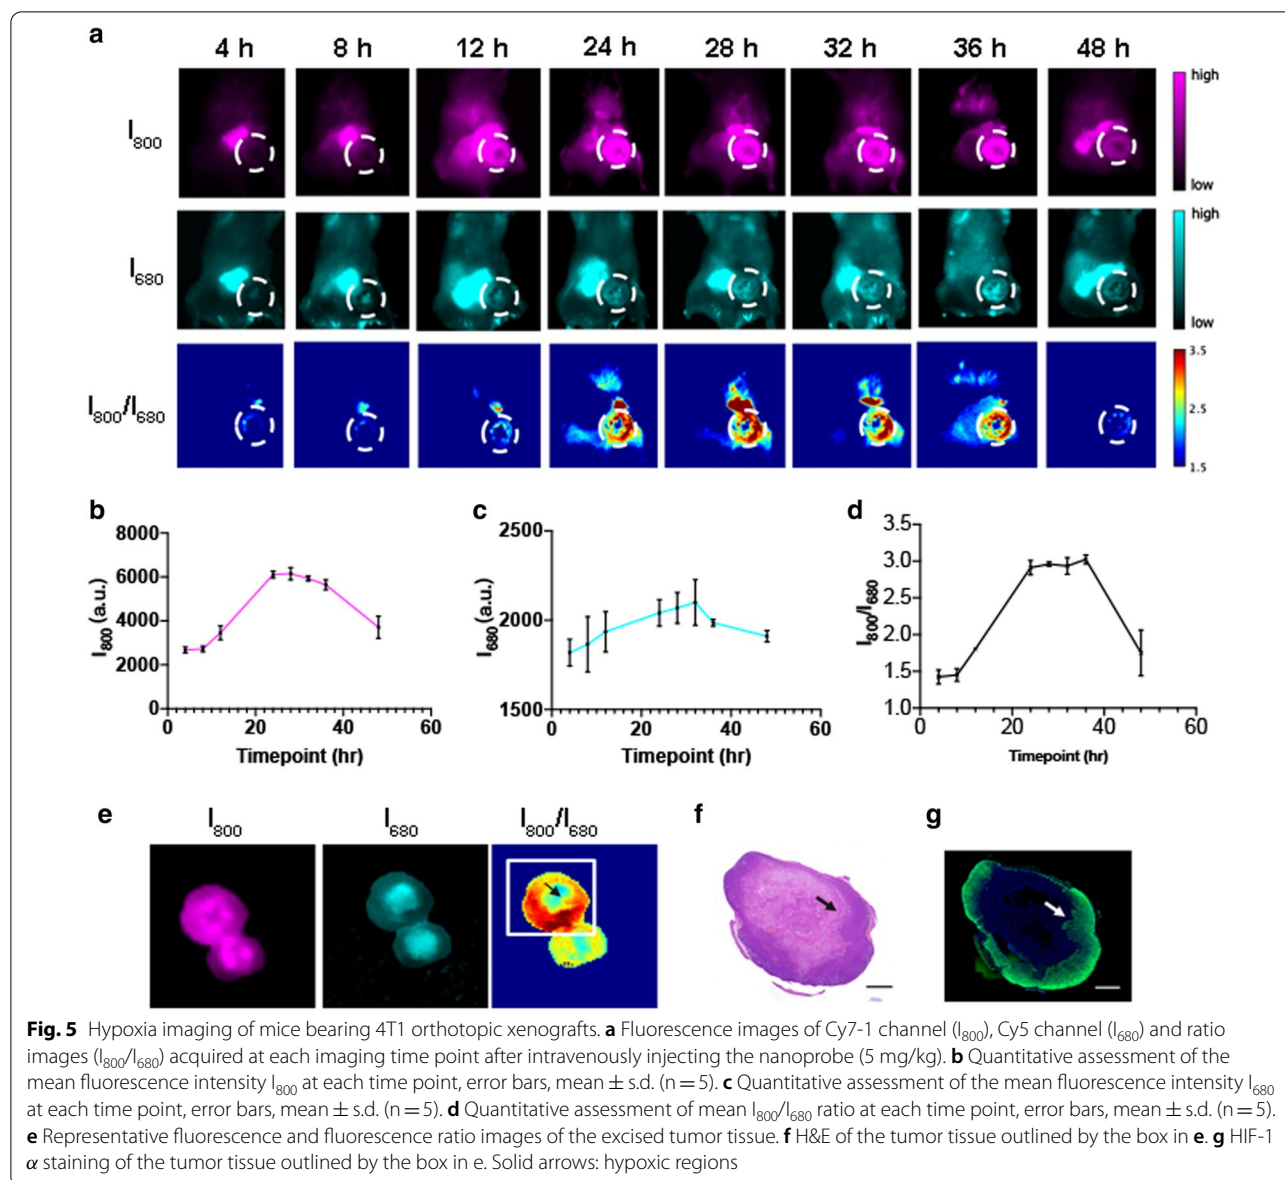 a
4 h 8 h 12 h 24 h 28 h 32 h 36 h 48 h
I800
high
low
I680
high
low
I800/I680
3.5
2.5
1.5
b
I800 (a.u.)
8000
6000
4000
2000
0
0 20 40 60
Timepoint (hr)
c
I680 (a.u.)
2500
2000
1500
0 20 40 60
Timepoint (hr)
d
I800/I680
3.5
3.0
2.5
2.0
1.5
1.0
0 20 40 60
Timepoint (hr)
e
I800 I680 I800/I680
f
g
Fig. 5 Hypoxia imaging of mice bearing 4T1 orthotopic xenografts. a Fluorescence images of Cy7-1 channel (I800), Cy5 channel (I680) and ratio
images (I800/I680) acquired at each imaging time point after intravenously injecting the nanoprobe (5 mg/kg). b Quantitative assessment of the
mean fluorescence intensity I800 at each time point, error bars, mean ± s.d. (n = 5). c Quantitative assessment of the mean fluorescence intensity I680
at each time point, error bars, mean ± s.d. (n = 5). d Quantitative assessment of mean I800/I680 ratio at each time point, error bars, mean ± s.d. (n = 5).
e Representative fluorescence and fluorescence ratio images of the excised tumor tissue. f H&E of the tumor tissue outlined by the box in e. g HIF-1
α staining of the tumor tissue outlined by the box in e. Solid arrows: hypoxic regions